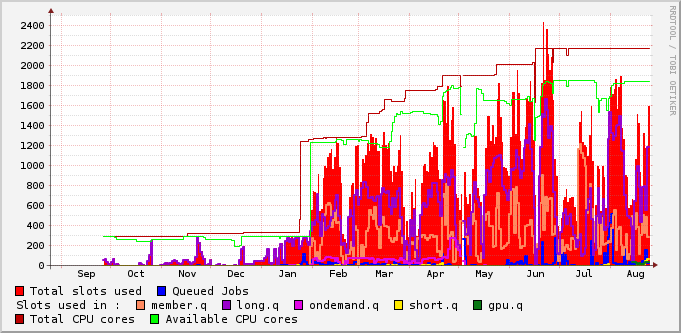 2400
2200
2000
1800
1600
1400
1200
1000
800
600
400
200
0
Sep Oct Nov Dec Jan Feb Mar Apr May Jun Jul Aug
RRDTOOL / TOBI OETIKER
Total slots used Queued Jobs
Slots used in : member.q long.q ondemand.q short.q gpu.q
Total CPU cores Available CPU cores